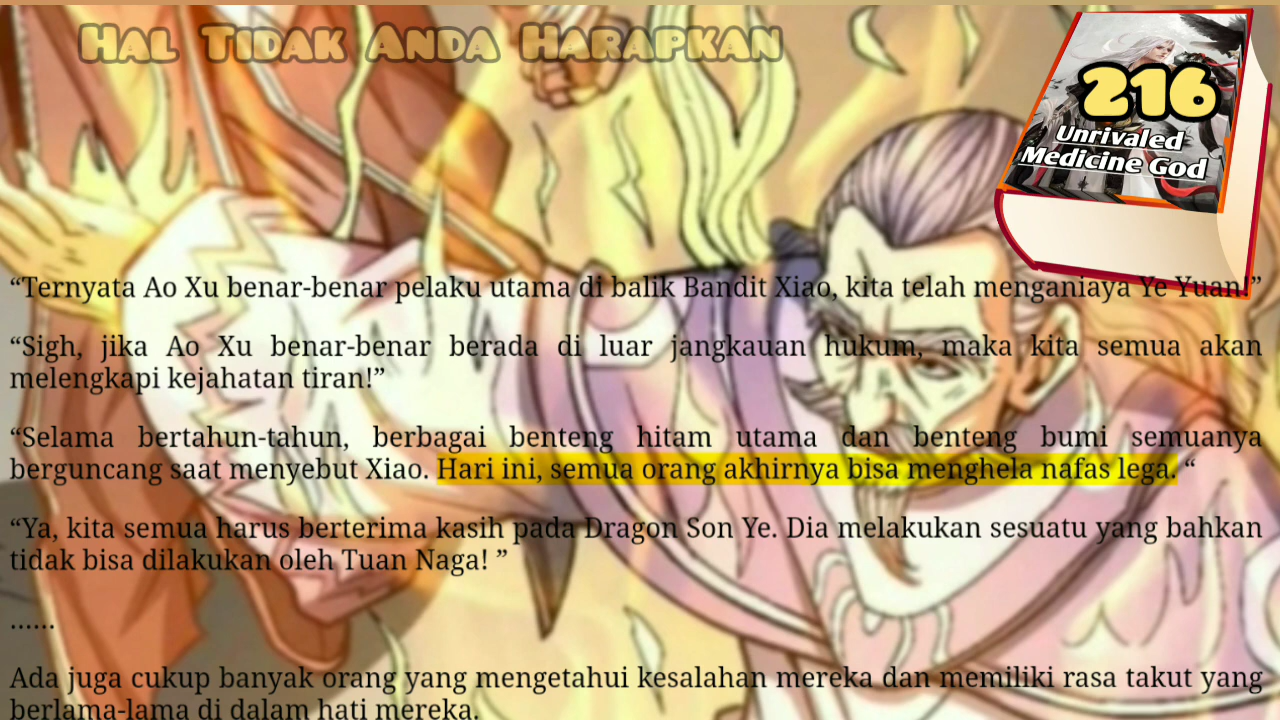 Hal Tidak Anda Harapkan
216
Unrivaled
Medicine God
“Ternyata Ao Xu benar-benar pelaku utama di balik Bandit Xiao, kita telah menganiaya Ye Yuan!”
“Sigh, jika Ao Xu benar-benar berada di luar jangkauan hukum, maka kita semua akan
melengkapi kejahatan tiran!”
“Selama bertahun-tahun, berbagai benteng hitam utama dan benteng bumi semuanya
berguncang saat menyebut Xiao. Hari ini, semua orang akhirnya bisa menghela nafas lega. “
“Ya, kita semua harus berterima kasih pada Dragon Son Ye. Dia melakukan sesuatu yang bahkan
tidak bisa dilakukan oleh Tuan Naga! ”
……
Ada juga cukup banyak orang yang mengetahui kesalahan mereka dan memiliki rasa takut yang
berlama-lama di dalam hati mereka.